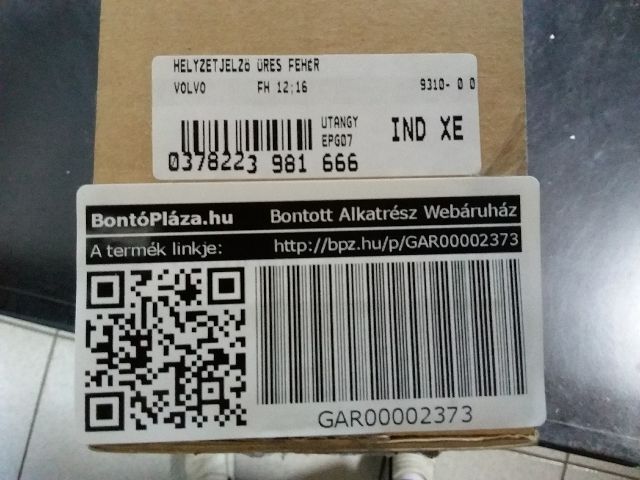 HELYZETJELZő ÜRES FEHéR
VOLVO FH 12;16 9310- 0 0
UTANGY
EPG07
IND XE
0378223 981 666
BontóPláza.hu Bontott Alkatrész Webáruház
A termék linkje: http://bpz.hu/p/GAR00002373
GAR00002373